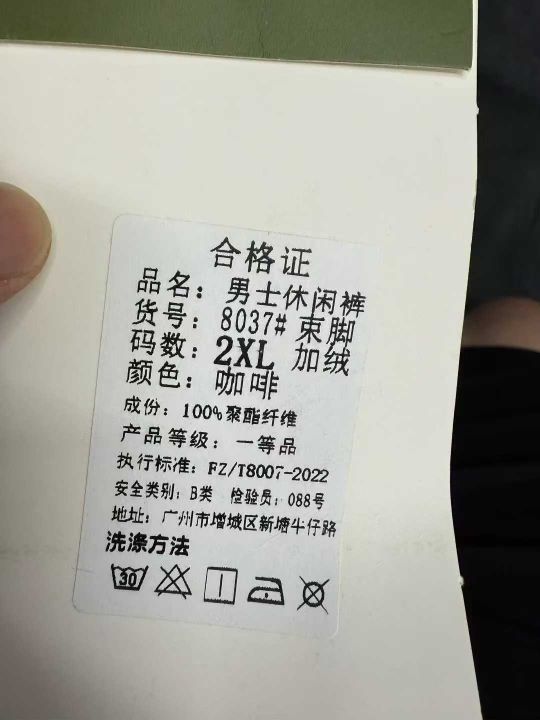 合格证
品名：男士休闲裤
货号：8037# 束脚
码数：2XL 加绒
颜色：咖啡
成份：100%聚酯纤维
产品等级：一等品
执行标准：FZ/T8007-2022
安全类别：B类 检验员：088号
地址：广州市增城区新塘牛仔路
洗涤方法
30